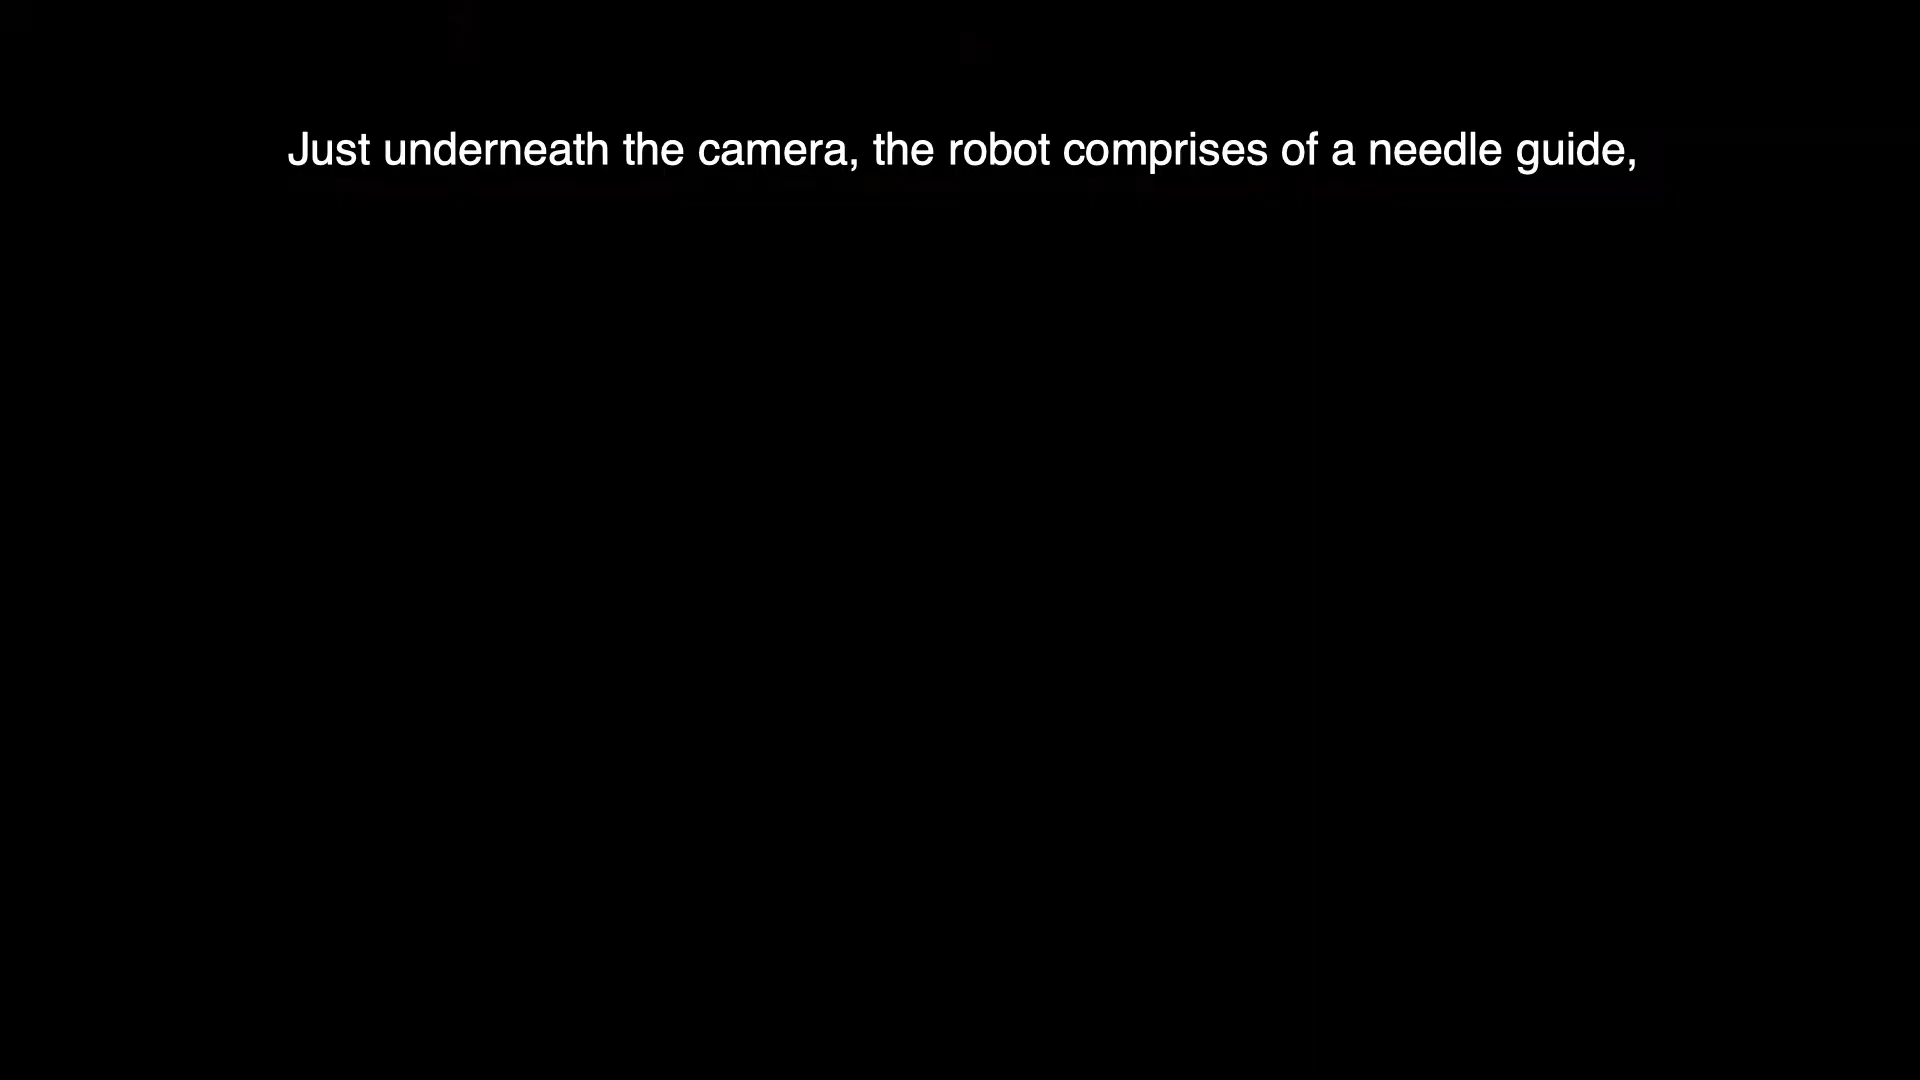 Just underneath the camera, the robot comprises of a needle guide,